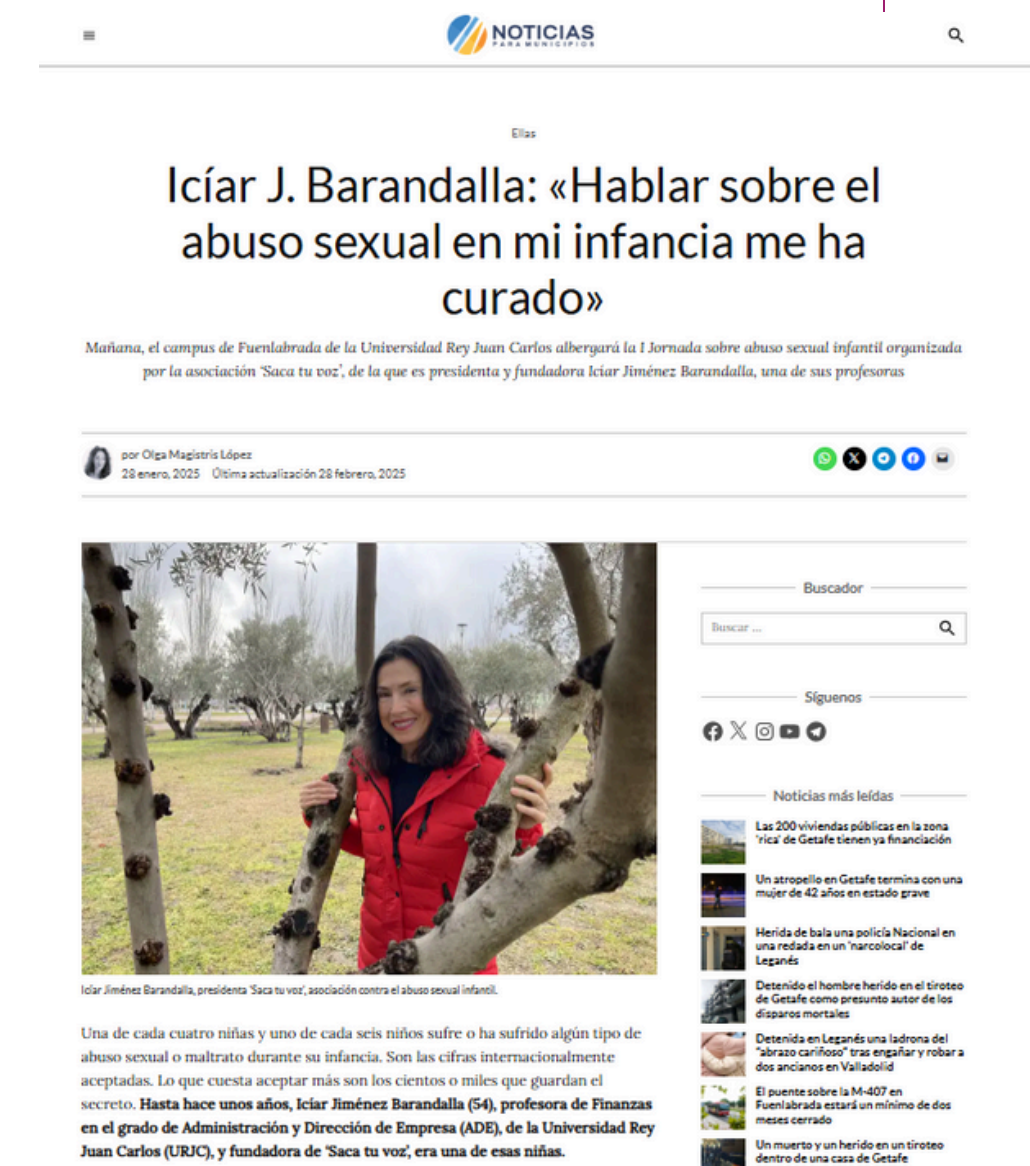 NOTICIAS
PARA MUNICIPIOS
Ellas
Icíar J. Barandalla: «Hablar sobre el
abuso sexual en mi infancia me ha
curado»
Mañana, el campus de Fuenlabrada de la Universidad Rey Juan Carlos albergará la I Jornada sobre abuso sexual infantil organizada
por la asociación ‘Saca tu voz’, de la que es presidenta y fundadora Icíar Jiménez Barandalla, una de sus profesoras
por Olga Magistris López
28 enero, 2025 Última actualización 28 febrero, 2025
Icíar Jiménez Barandalla, presidenta ‘Saca tu voz’, asociación contra el abuso sexual infantil.
Una de cada cuatro niñas y uno de cada seis niños sufre o ha sufrido algún tipo de
abuso sexual o maltrato durante su infancia. Son las cifras internacionalmente
aceptadas. Lo que cuesta aceptar más son los cientos o miles que guardan el
secreto. Hasta hace unos años, Icíar Jiménez Barandalla (54), profesora de Finanzas
en el grado de Administración y Dirección de Empresa (ADE), de la Universidad Rey
Juan Carlos (URJC), y fundadora de ‘Saca tu voz’, era una de esas niñas.
Buscador
Buscar ...
Síguenos
Noticias más leídas
Las 200 viviendas públicas en la zona
'rica' de Getafe tienen ya financiación
Un atropello en Getafe termina con una
mujer de 42 años en estado grave
Herida de bala una policía Nacional en
una redada en un 'narcolocal' de
Leganés
Detenido el hombre herido en el tiroteo
de Getafe como presunto autor de los
disparos mortales
Detenida en Leganés una ladrona del
"abrazo cariñoso" tras engañar y robar a
dos ancianos en Valladolid
El puente sobre la M-407 en
Fuenlabrada estará un mínimo de dos
meses cerrado
Un muerto y un herido en un tiroteo
dentro de una casa de Getafe